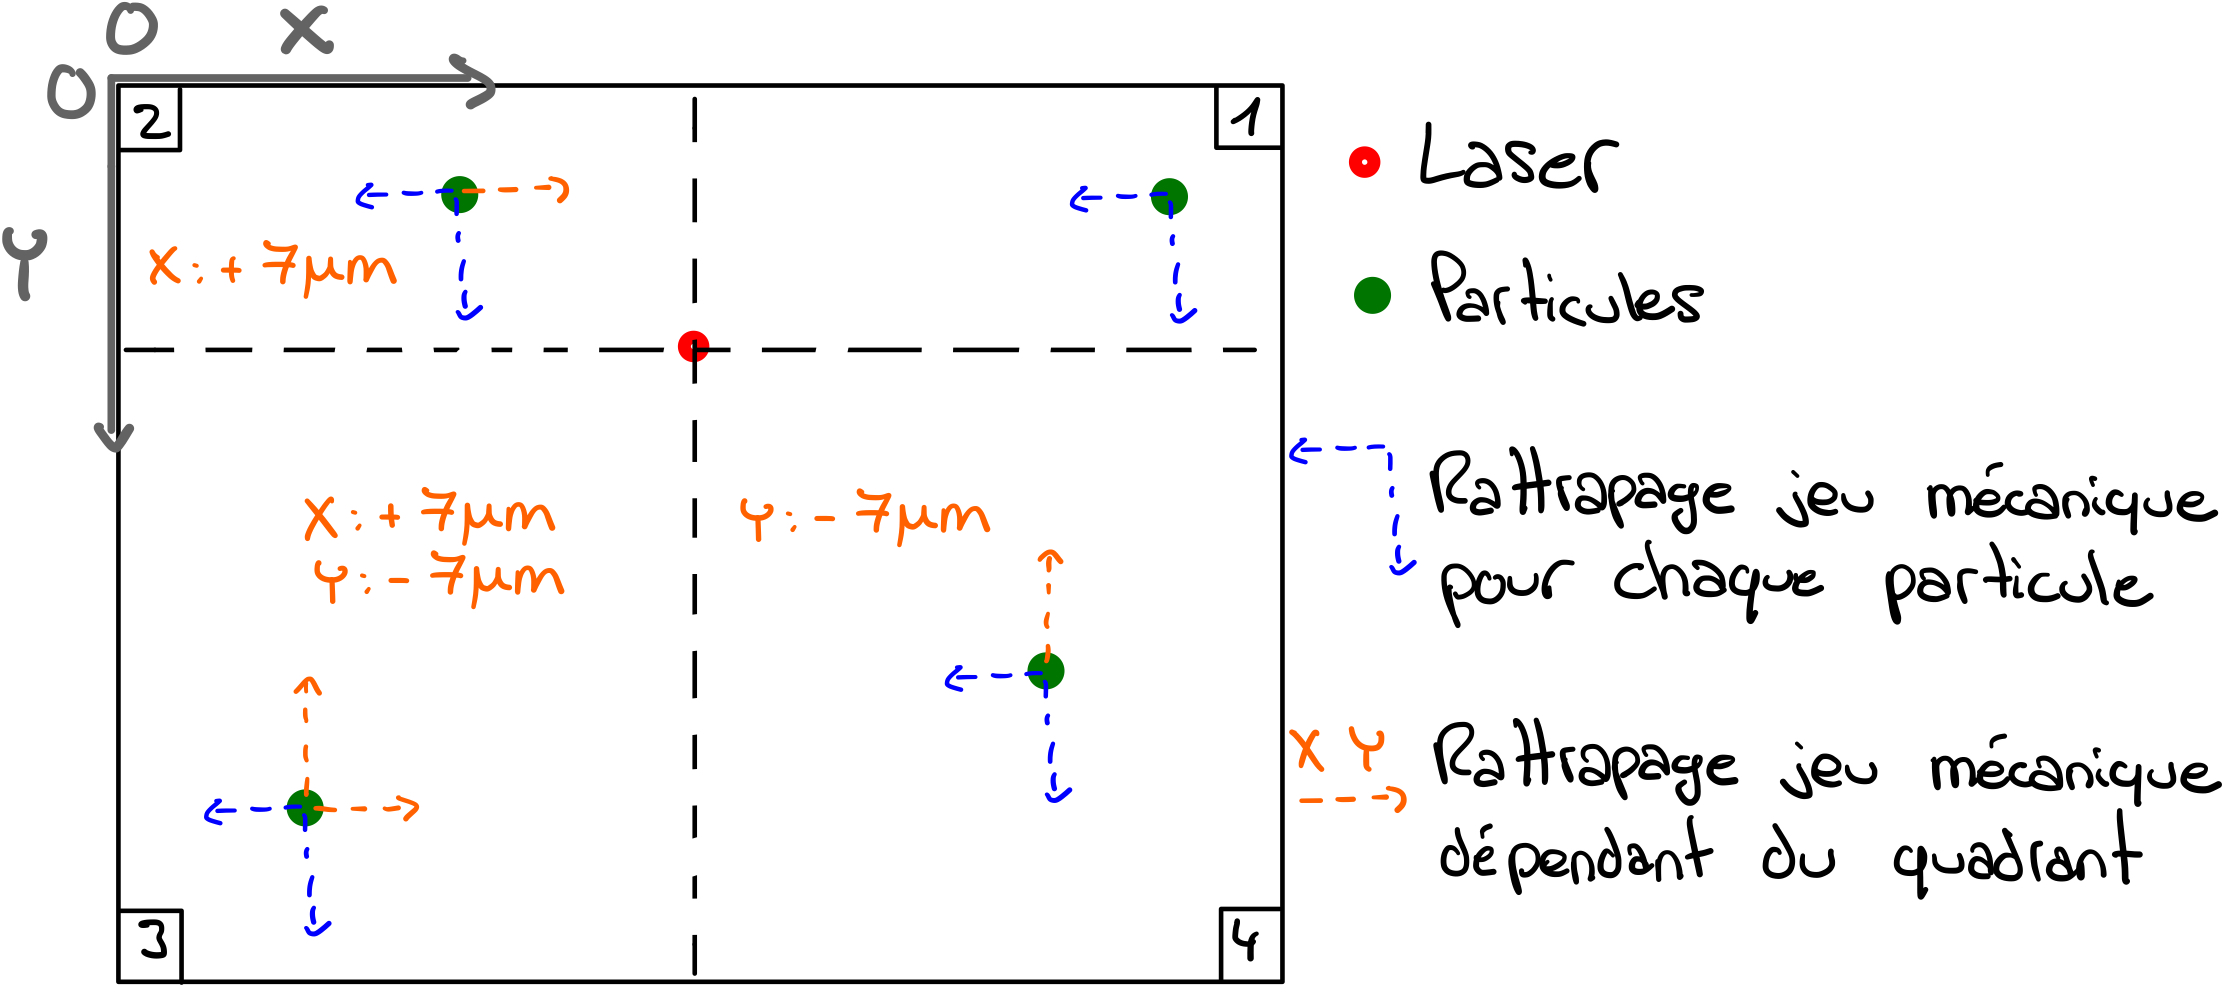 0 X
0
Y
2
1
X: + 7μm
X: + 7μm
Y: - 7μm
Y: - 7μm
3
4
Laser
Particules
Rattrapage jeu mécanique
pour chaque particule
X Y
Rattrapage jeu mécanique
dépendant du quadrant